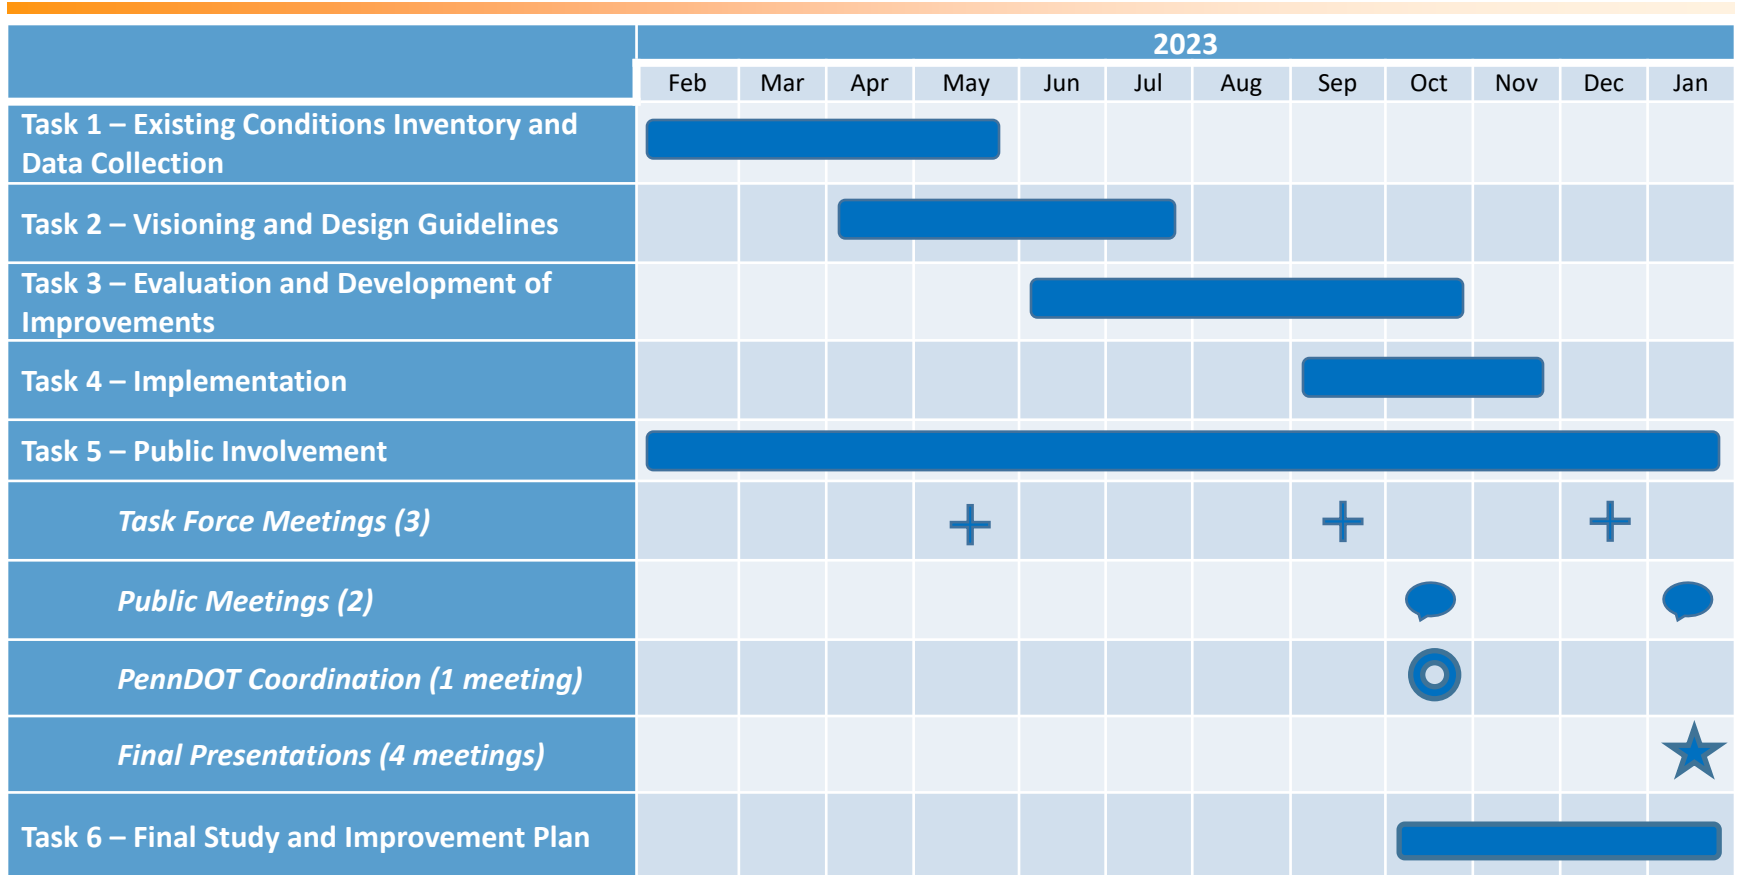 2023
Feb Mar Apr May Jun Jul Aug Sep Oct Nov Dec Jan
Task 1 – Existing Conditions Inventory and
Data Collection
Task 2 – Visioning and Design Guidelines
Task 3 – Evaluation and Development of
Improvements
Task 4 – Implementation
Task 5 – Public Involvement
Task Force Meetings (3)
Public Meetings (2)
PennDOT Coordination (1 meeting)
Final Presentations (4 meetings)
Task 6 – Final Study and Improvement Plan